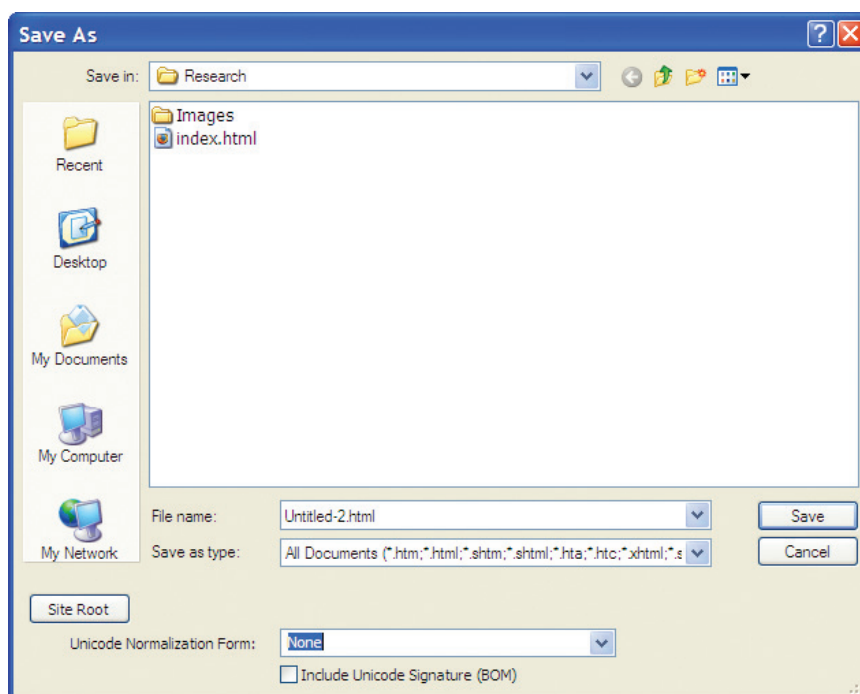 Save As
Save in: Research
Images
index.html
Recent
Desktop
My Documents
My Computer
My Network
File name: Untitled-2.html Save
Save as type: All Documents (*.htm;*.html;*.shtm;*.shtml;*.hta;*.htc;*.xhtml;*.s Cancel
Site Root
Unicode Normalization Form: None
Include Unicode Signature (BOM)